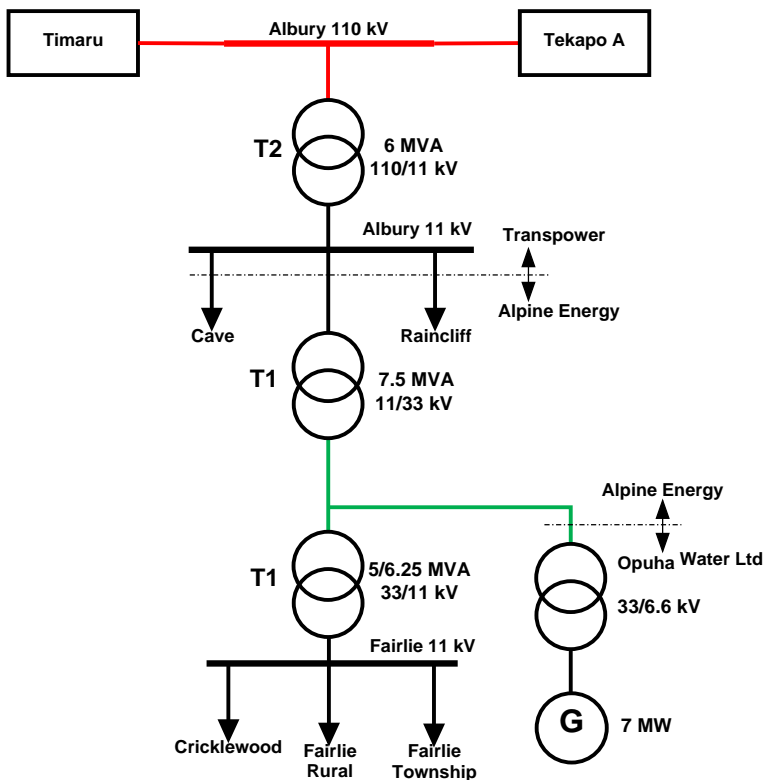 Albury 110 kV
Timaru
Tekapo A
T2
6 MVA
110/11 kV
Albury 11 kV
Transpower
Alpine Energy
Cave
Raincliff
T1
7.5 MVA
11/33 kV
Alpine Energy
Opuha Water Ltd
T1
5/6.25 MVA
33/11 kV
33/6.6 kV
Fairlie 11 kV
G
7 MW
Cricklewood
Fairlie
Rural
Fairlie
Township